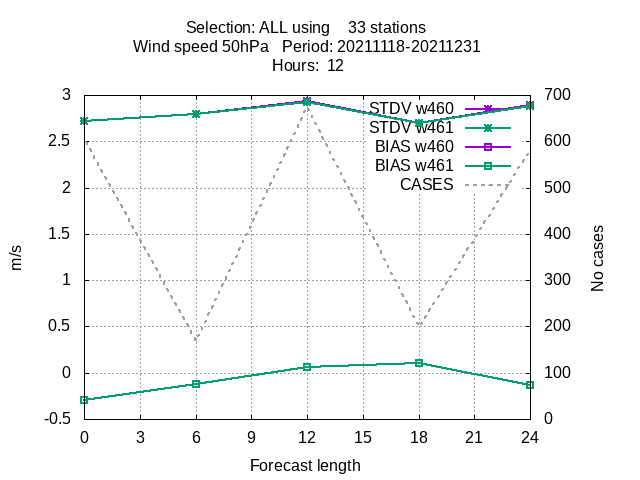 Selection: ALL using    33 stations
Wind speed 50hPa   Period: 20211118-20211231
Hours:  12
3
2.5
2
1.5
1
0.5
0
-0.5
m/s
700
600
500
400
300
200
100
0
No cases
STDV w460
STDV w461
BIAS w460
BIAS w461
CASES
0 3 6 9 12 15 18 21 24
Forecast length